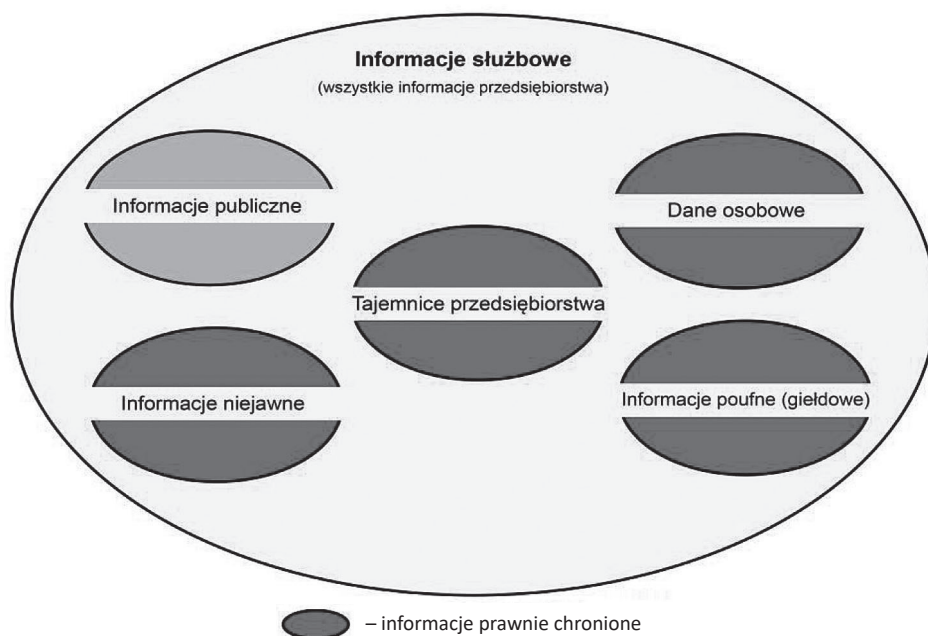 Informacje służbowe
(wszystkie informacje przedsiębiorstwa)
Informacje publiczne
Dane osobowe
Tajemnice przedsiębiorstwa
Informacje niejawne
Informacje poufne (giełdowe)
– informacje prawnie chronione